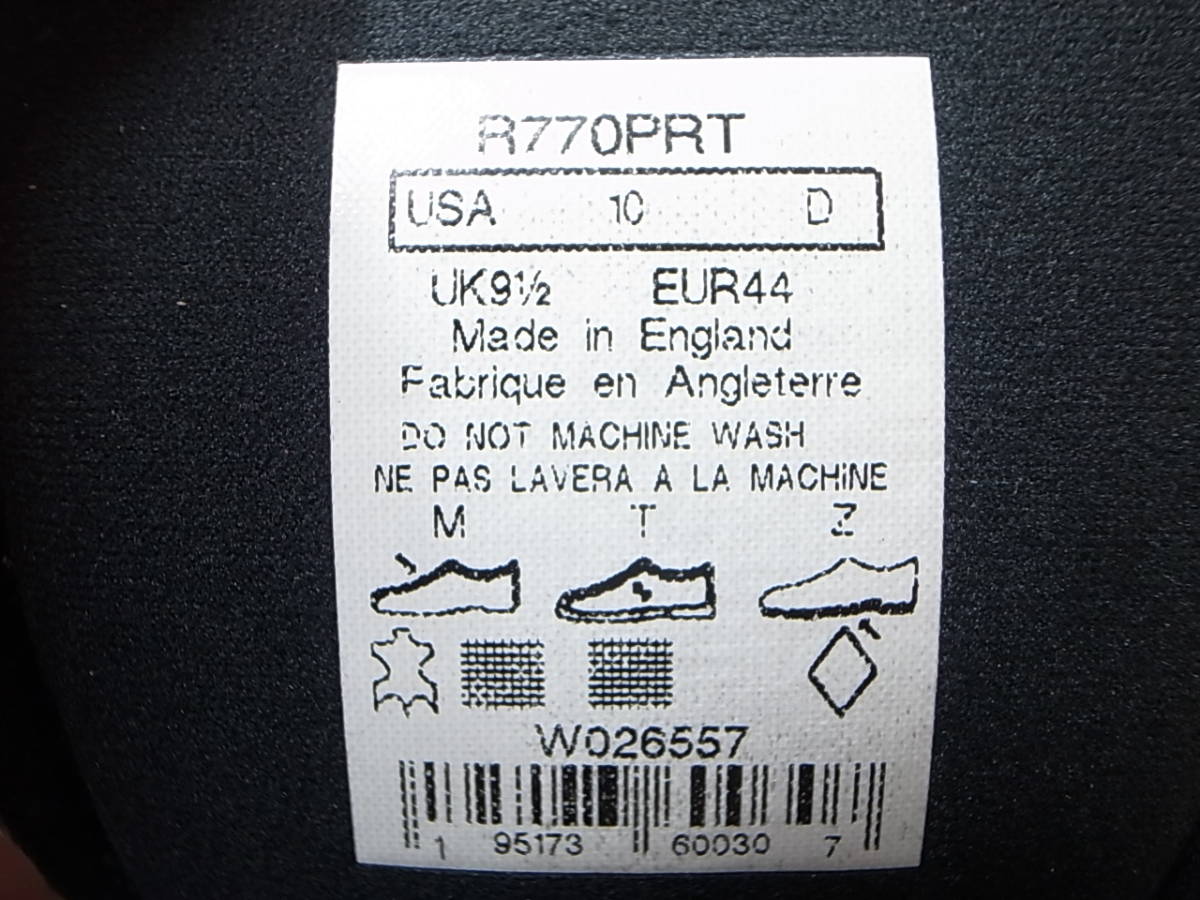 R770PRT
USA 10 D
UK9½ EUR44
Made in England
Fabrique en Angleterre
DO NOT MACHINE WASH
NE PAS LAVERA A LA MACHINE
M T Z
W026557
1 95173 60030 7